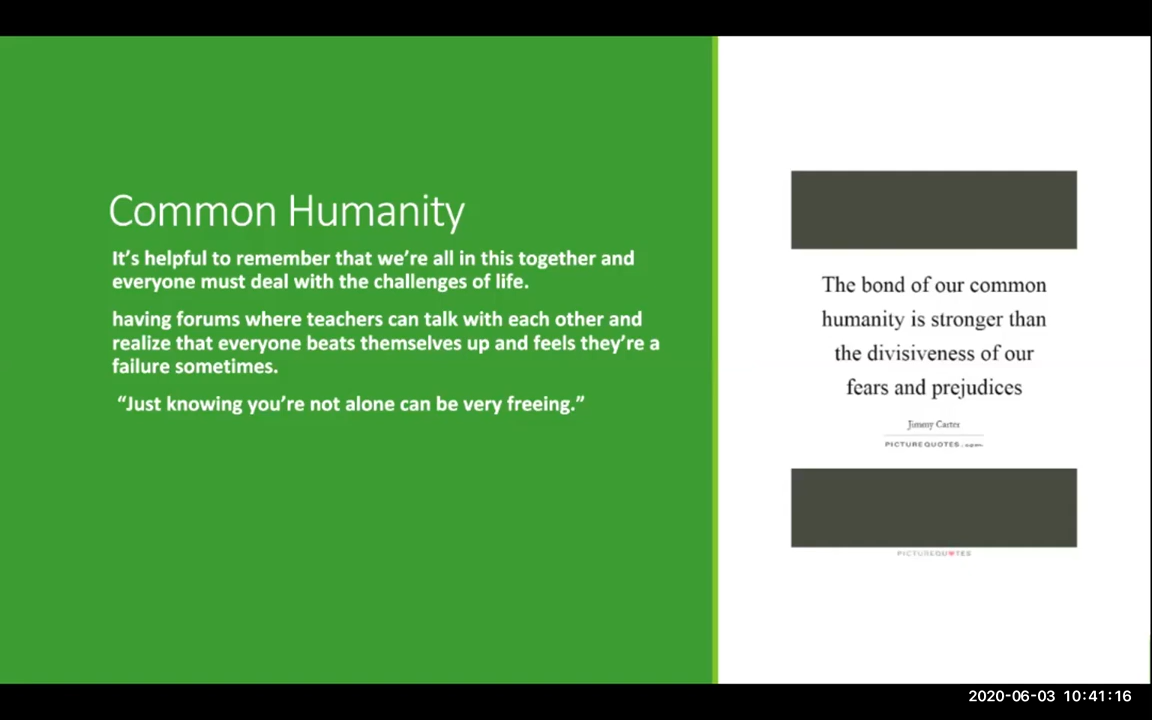 Common Humanity
It's helpful to remember that we're all in this together and
everyone must deal with the challenges of life.
having forums where teachers can talk with each other and
realize that everyone beats themselves up and feels they're a
failure sometimes.
“Just knowing you're not alone can be very freeing.”
The bond of our common
humanity is stronger than
the divisiveness of our
fears and prejudices
Jimmy Carter
PICTUREQUOTES.com
PICTUREQU♥TES
2020-06-03 10:41:16